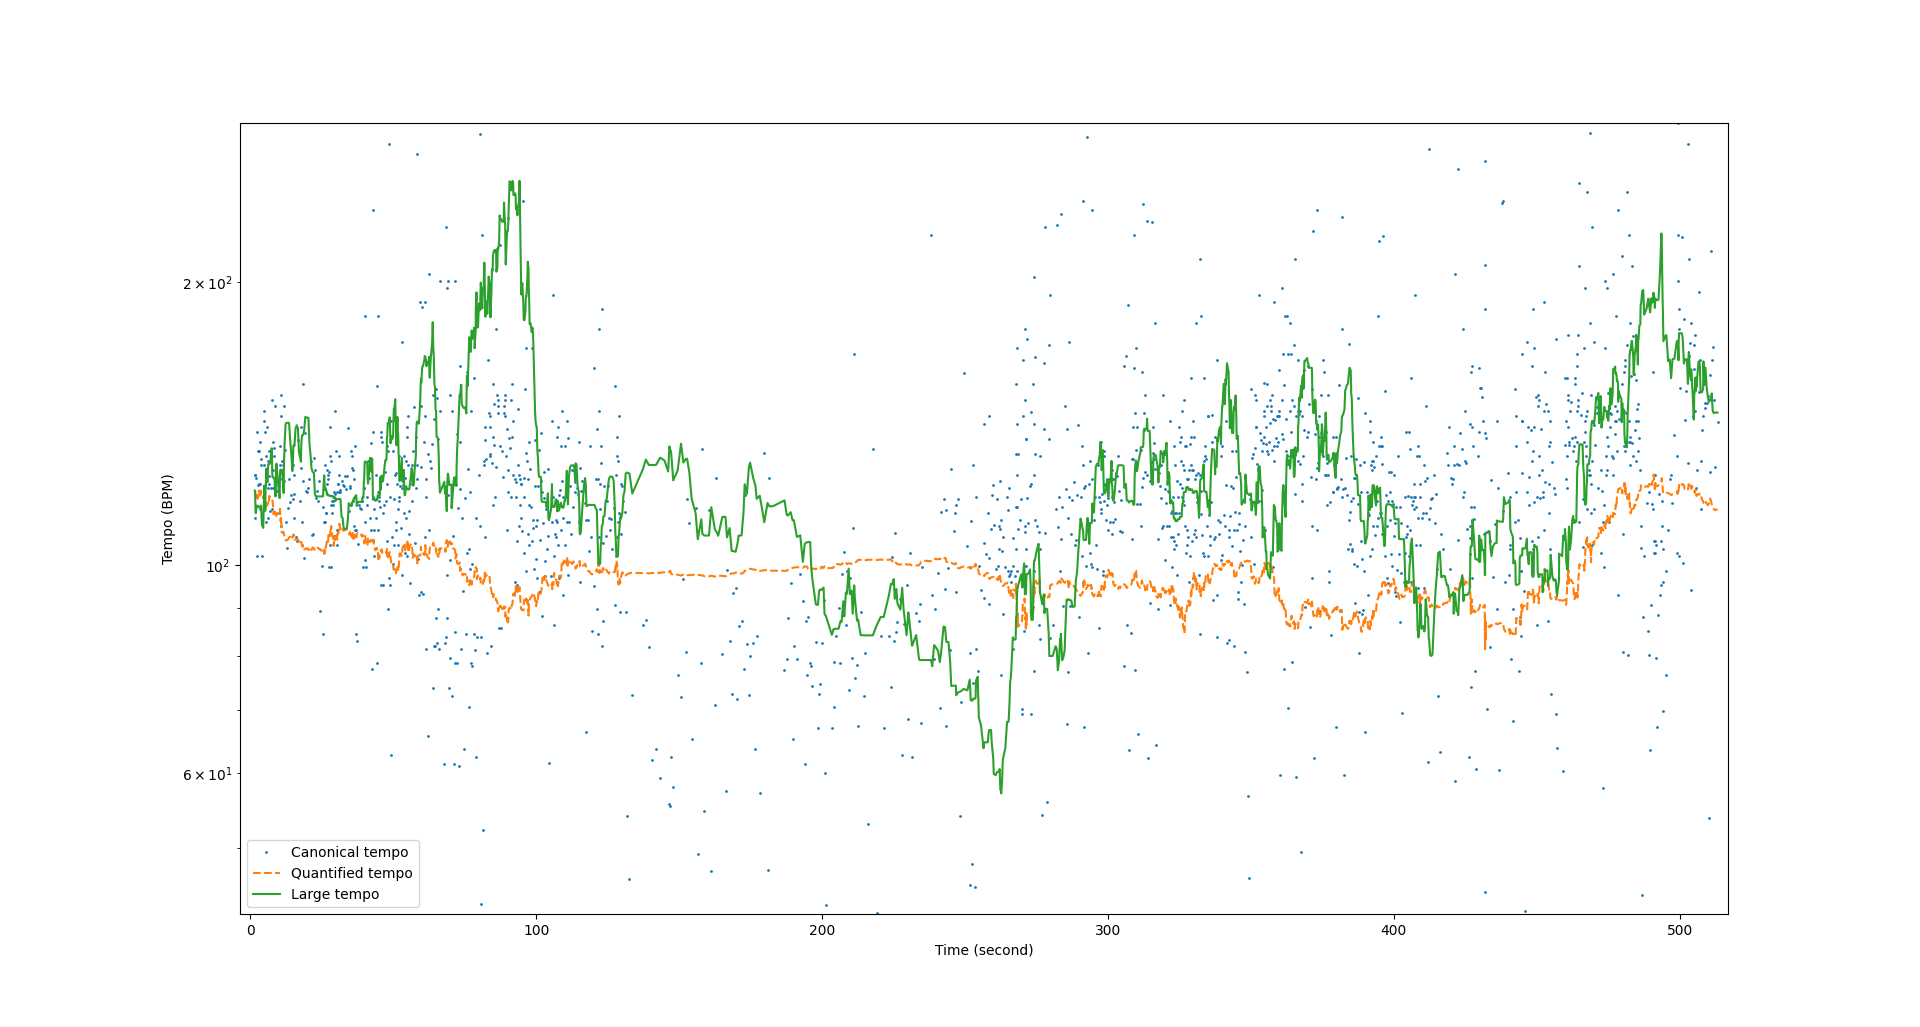 Tempo (BPM)
2 × 10²
10²
6 × 10¹
Canonical tempo
Quantified tempo
Large tempo
0 100 200 300 400 500
Time (second)